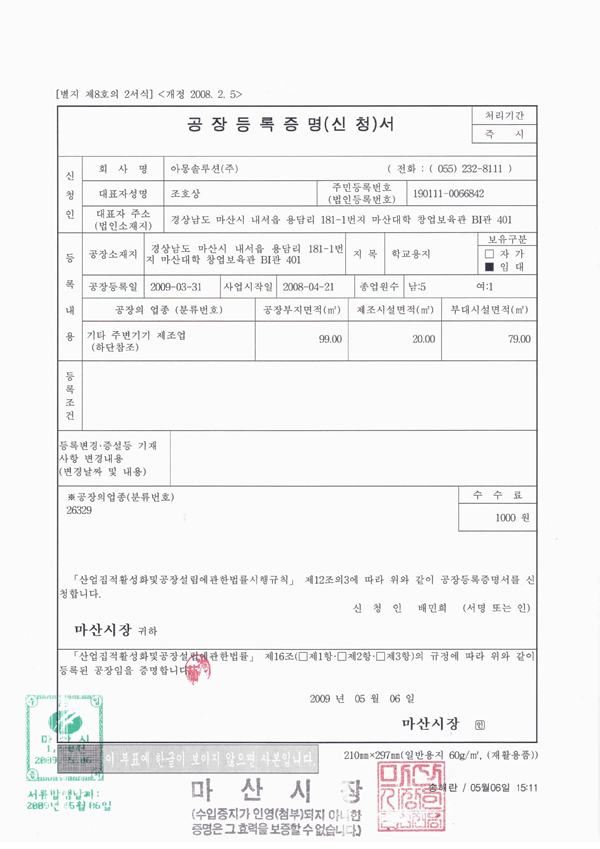 [별지 제8호의 2서식] <개정 2008. 2. 5>
공 장 등 록 증 명(신 청)서
처리기간
즉 시
신 청 인
회 사 명
아몽솔루션(주)
( 전화 : ( 055) 232-8111 )
대표자성명
조호상
주민등록번호
(법인등록번호)
190111-0066842
대표자 주소
(법인소재지)
경상남도 마산시 내서읍 용담리 181-1번지 마산대학 창업보육관 BI관 401
등 록 내 용
공장소재지
경상남도 마산시 내서읍 용담리 181-1번
지 마산대학 창업보육관 BI관 401
지 목
학교용지
보유구분
□ 자 가
■ 임 대
공장등록일
2009-03-31
사업시작일
2008-04-21
종업원수
남:5
여:1
공장의 업종 (분류번호)
공장부지면적(㎡)
제조시설면적(㎡)
부대시설면적(㎡)
기타 주변기기 제조업
(하단참조)
99.00
20.00
79.00
등 록 조 건
등록변경·증설등 기재
사항 변경내용
(변경날짜 및 내용)
※공장의업종(분류번호)
26329
수 수 료
1000 원
「산업집적활성화및공장설립에관한법률시행규칙」 제12조의3에 따라 위와 같이 공장등록증명서를 신
청합니다.
신 청 인 배민희 (서명 또는 인)
마산시장 귀하
「산업집적활성화및공장설립에관한법률」 제16조(□제1항·□제2항·□제3항)의 규정에 따라 위와 같이
등록된 공장임을 증명합니다.
2009 년 05 월 06 일
마산시장 ㊞
210㎜×297㎜(일반용지 60g/㎡, (재활용품))
마 산 시
2009.5.06
이 부표에 한글이 보이지 않으면 사본입니다.
서류발행날짜:
2009년 05월 06일
마 산 시 장
(수입증지가 인영(첨부)되지 아니한
증명은 그 효력을 보증할 수 없습니다.)
송해란 / 05월06일 15:11